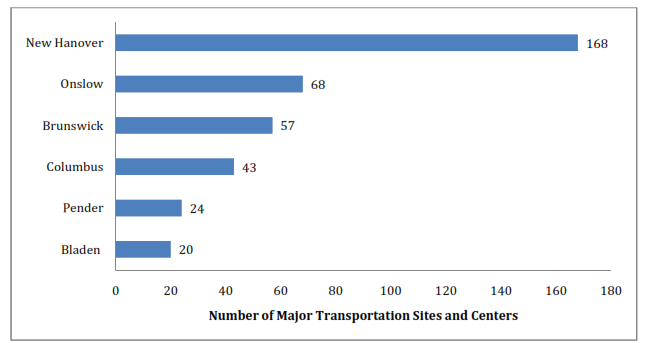 New Hanover 168
Onslow 68
Brunswick 57
Columbus 43
Pender 24
Bladen 20
0 20 40 60 80 100 120 140 160 180
Number of Major Transportation Sites and Centers